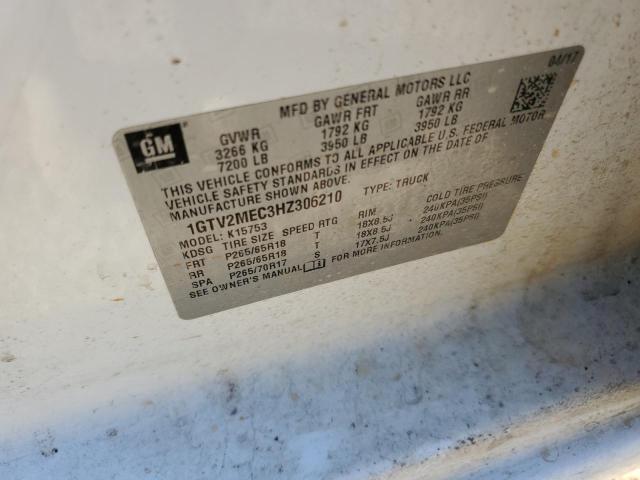 04/17
MFD BY GENERAL MOTORS LLC
GM
GVWR GAWR FRT GAWR RR
3266 KG 1792 KG 1792 KG
7200 LB 3950 LB 3950 LB
THIS VEHICLE CONFORMS TO ALL APPLICABLE U.S. FEDERAL MOTOR
VEHICLE SAFETY STANDARDS IN EFFECT ON THE DATE OF
MANUFACTURE SHOWN ABOVE.
1GTV2MEC3HZ306210 TYPE: TRUCK
MODEL: K15753
KDSG TIRE SIZE SPEED RTG RIM COLD TIRE PRESSURE
FRT P265/65R18 T 18X8.5J 240KPA(35PSI)
RR P265/65R18 T 18X8.5J 240KPA(35PSI)
SPA P265/70R17 S 17X7.5J 240KPA(35PSI)
SEE OWNER'S MANUAL FOR MORE INFORMATION.